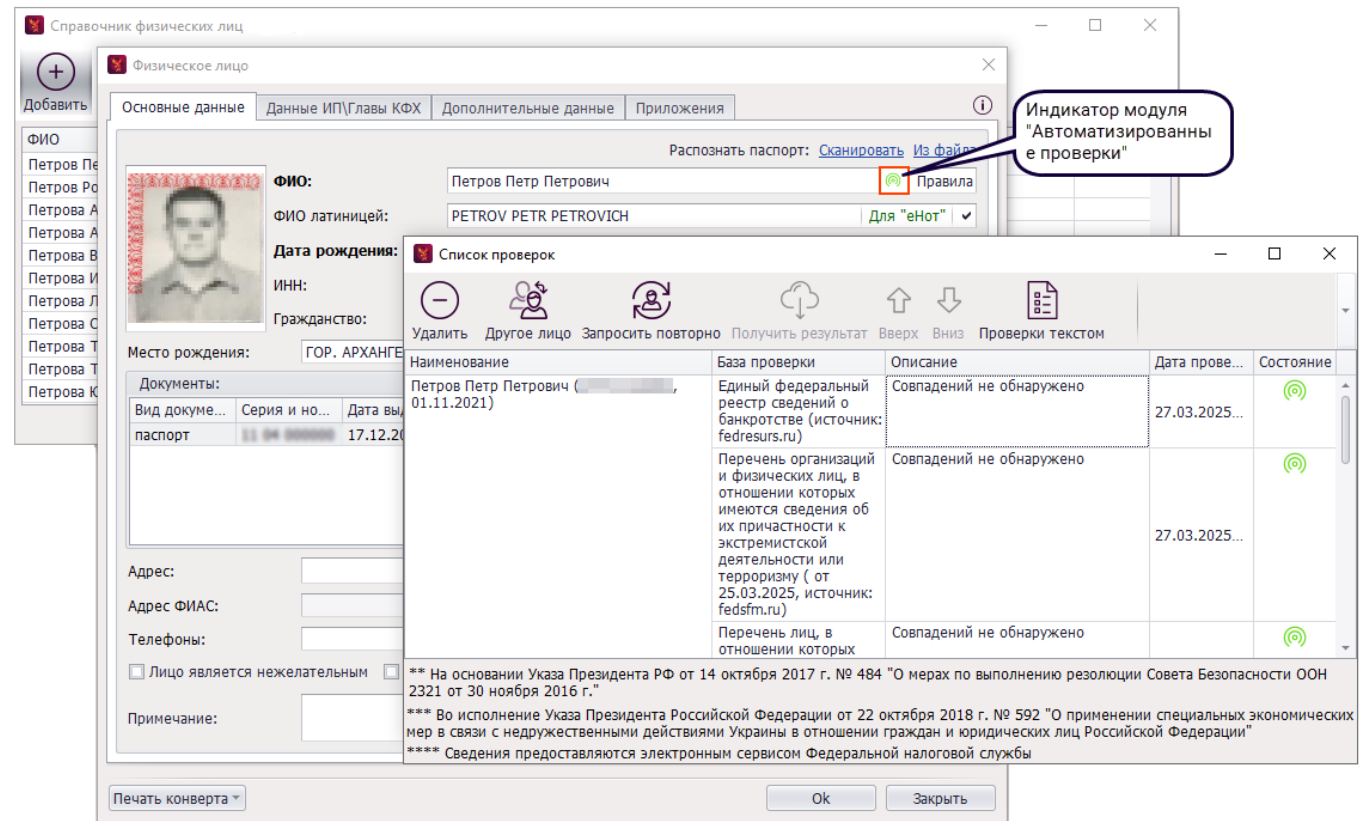 Справочник физических лиц
Добавить
ФИО
Петров Пе
Петров Ро
Петрова А
Петрова А
Петрова В
Петрова И
Петрова Л
Петрова С
Петрова Т
Петрова Т
Петрова Ю
Физическое лицо
Основные данные
Данные ИП\Главы КФХ
Дополнительные данные
Приложения
Индикатор модуля
"Автоматизированны
е проверки"
Распознать паспорт: Сканировать Из файла
ФИО: Петров Петр Петрович Правила
ФИО латиницей: PETROV PETR PETROVICH Для "еНот"
Дата рождения:
ИНН:
Гражданство:
Место рождения: ГОР. АРХАНГЕ
Документы:
Вид докуме... Серия и но... Дата вы
паспорт 17.12.20
Адрес:
Адрес ФИАС:
Телефоны:
Лицо является нежелательным
Примечание:
Печать конверта
Ok
Закрыть
Список проверок
Удалить Другое лицо Запросить повторно Получить результат Вверх Вниз Проверки текстом
Наименование База проверки Описание Дата прове... Состояние
Петров Петр Петрович ( ,
01.11.2021)
Единый федеральный
реестр сведений о
банкротстве (источник:
fedresurs.ru)
Совпадений не обнаружено
27.03.2025...
Перечень организаций
и физических лиц, в
отношении которых
имеются сведения об
их причастности к
экстремистской
деятельности или
терроризму ( от
25.03.2025, источник:
fedsfm.ru)
Совпадений не обнаружено
27.03.2025...
Перечень лиц, в
отношении которых
Совпадений не обнаружено
** На основании Указа Президента РФ от 14 октября 2017 г. № 484 "О мерах по выполнению резолюции Совета Безопасности ООН
2321 от 30 ноября 2016 г."
*** Во исполнение Указа Президента Российской Федерации от 22 октября 2018 г. № 592 "О применении специальных экономических
мер в связи с недружественными действиями Украины в отношении граждан и юридических лиц Российской Федерации"
**** Сведения предоставляются электронным сервисом Федеральной налоговой службы